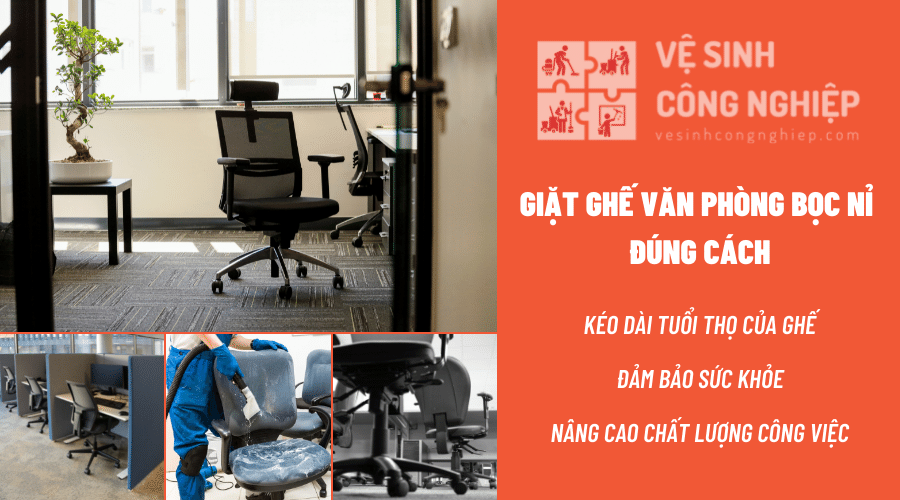 VỆ SINH
CÔNG NGHIỆP
vesinhcongnghiep.com
GIẶT GHẾ VĂN PHÒNG BỌC NỈ
ĐÚNG CÁCH
KÉO DÀI TUỔI THỌ CỦA GHẾ
ĐẢM BẢO SỨC KHỎE
NÂNG CAO CHẤT LƯỢNG CÔNG VIỆC